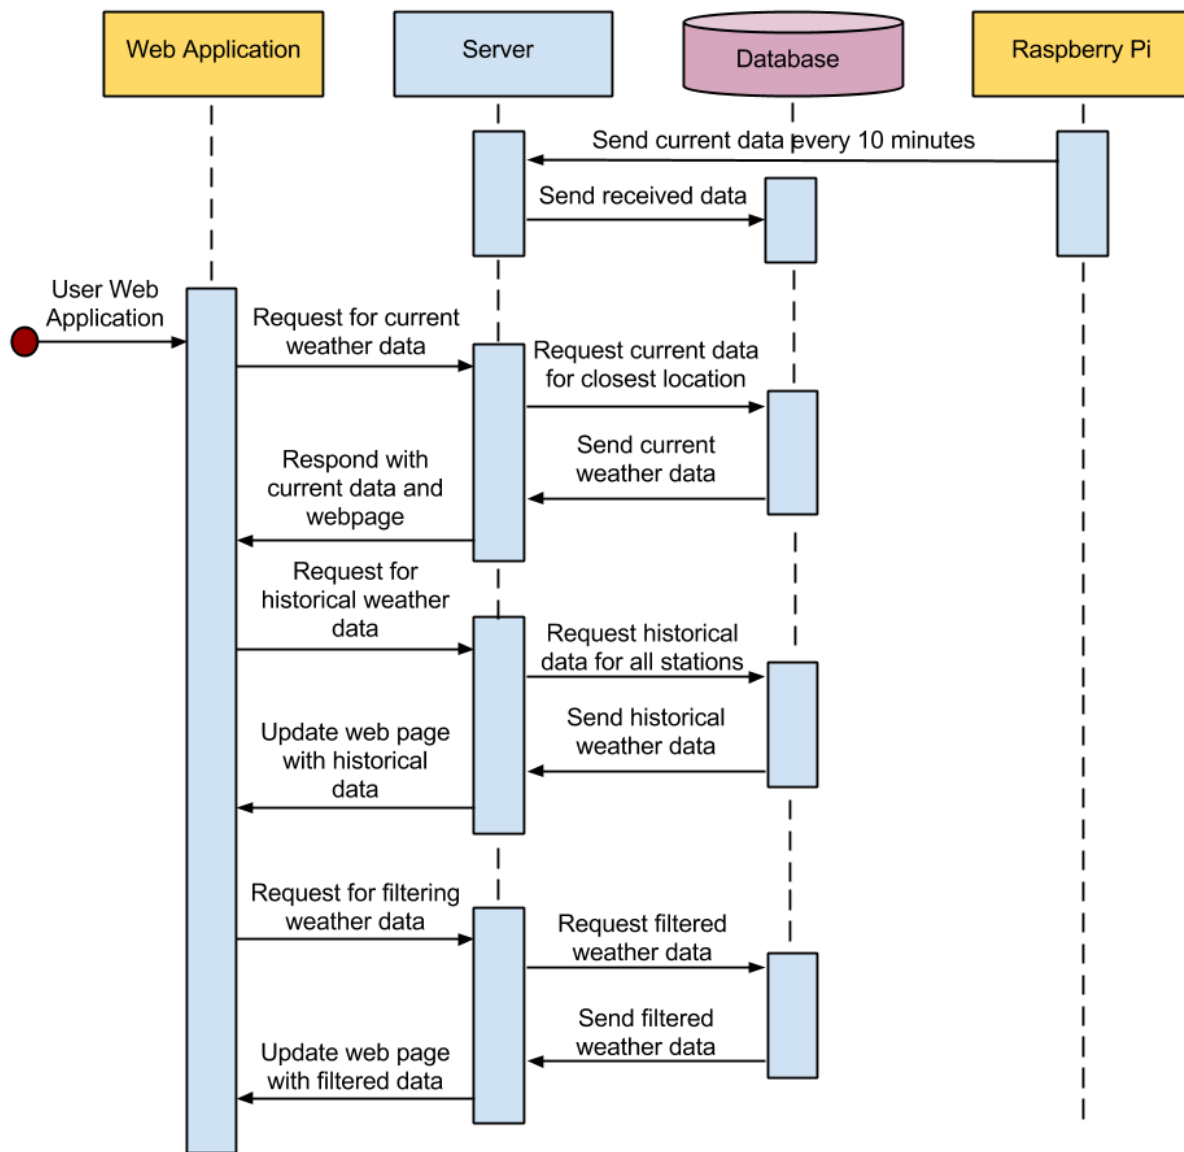 Web Application
Server
Database
Raspberry Pi
Send current data every 10 minutes
Send received data
User Web
Application
Request for current
weather data
Request current data
for closest location
Send current
weather data
Respond with
current data and
webpage
Request for
historical weather
data
Request historical
data for all stations
Send historical
weather data
Update web page
with historical
data
Request for filtering
weather data
Request filtered
weather data
Send filtered
weather data
Update web page
with filtered data